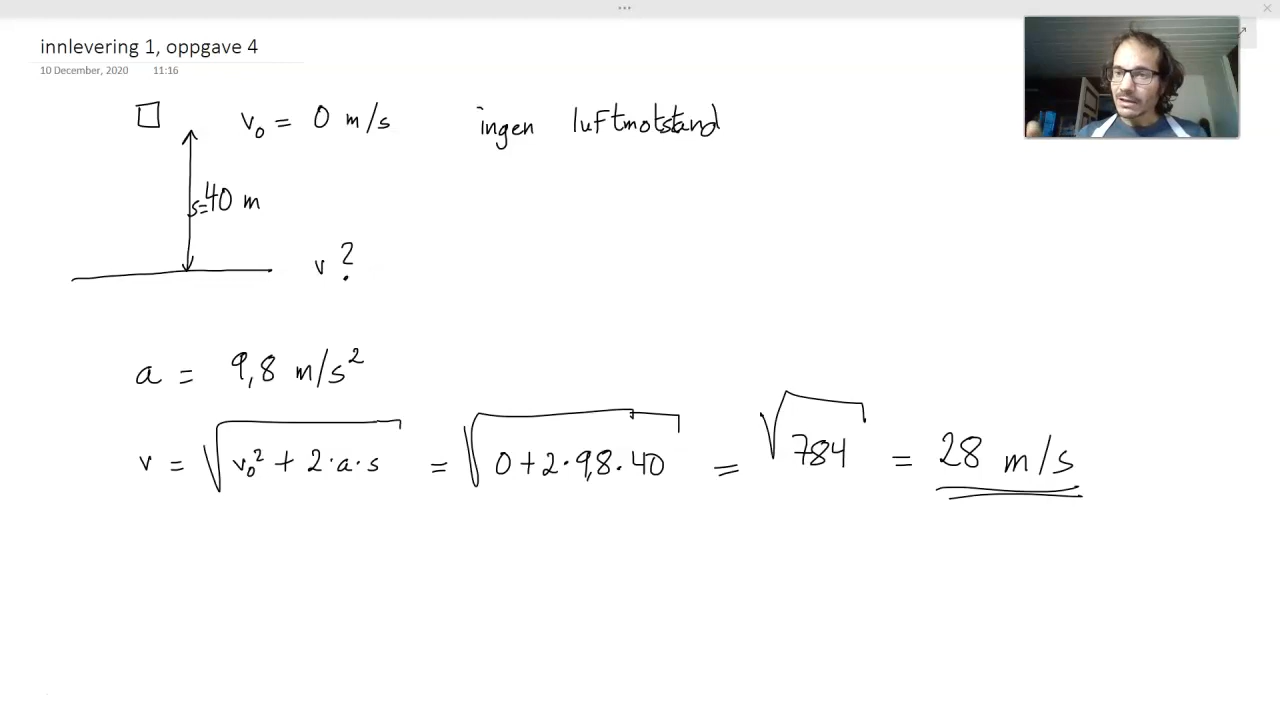 innlevering 1, oppgave 4
10 December, 2020 11:16
v₀ = 0 m/s ingen luftmotstand
s=40 m
v ?
a = 9,8 m/s²
v = √(v₀² + 2·a·s) = √(0+2·9,8·40) = √784 = 28 m/s